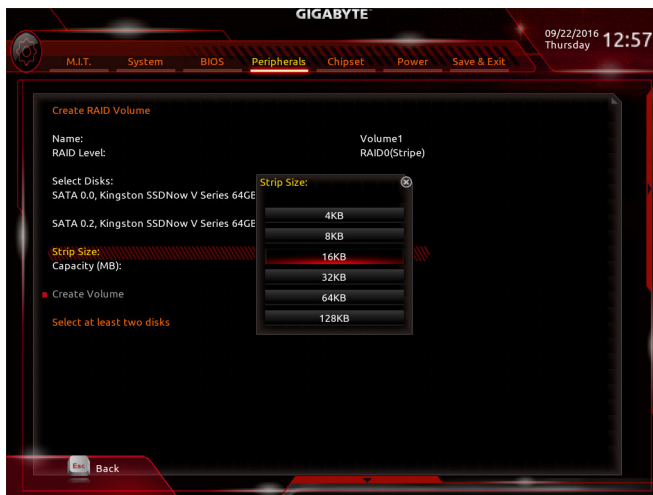 GIGABYTE™
09/22/2016
Thursday
12:57
M.I.T. System BIOS Peripherals Chipset Power Save & Exit
Create RAID Volume
Name: Volume1
RAID Level: RAID0(Stripe)
Select Disks:
SATA 0.0, Kingston SSDNow V Series 64GB
SATA 0.2, Kingston SSDNow V Series 64GB
Strip Size:
Capacity (MB):
Create Volume
Select at least two disks
Strip Size:
4KB
8KB
16KB
32KB
64KB
128KB
Esc Back